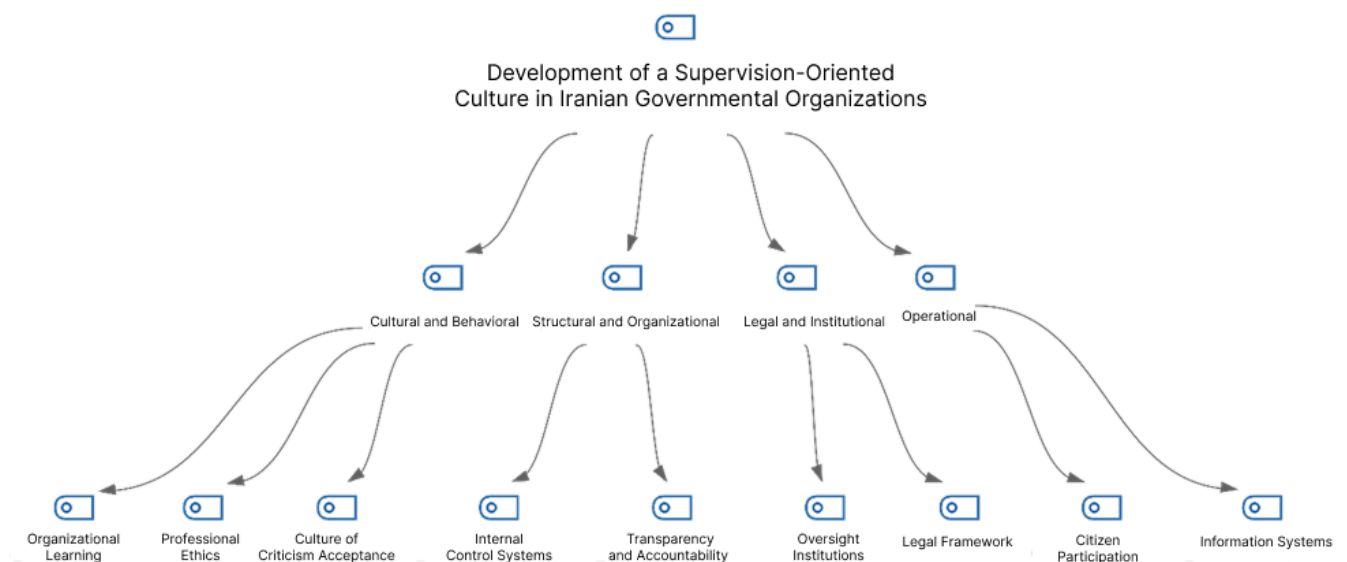 Development of a Supervision-Oriented
Culture in Iranian Governmental Organizations
Cultural and Behavioral
Structural and Organizational
Legal and Institutional
Operational
Organizational
Learning
Professional
Ethics
Culture of
Criticism Acceptance
Internal
Control Systems
Transparency
and Accountability
Oversight
Institutions
Legal Framework
Citizen
Participation
Information Systems